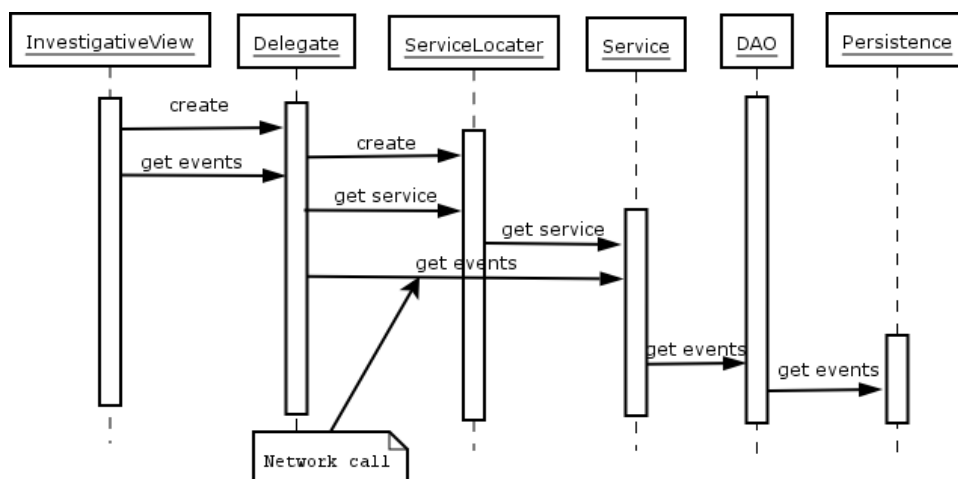 InvestigativeView
Delegate
ServiceLocater
Service
DAO
Persistence
create
create
get events
get service
get service
get events
get events
get events
Network call